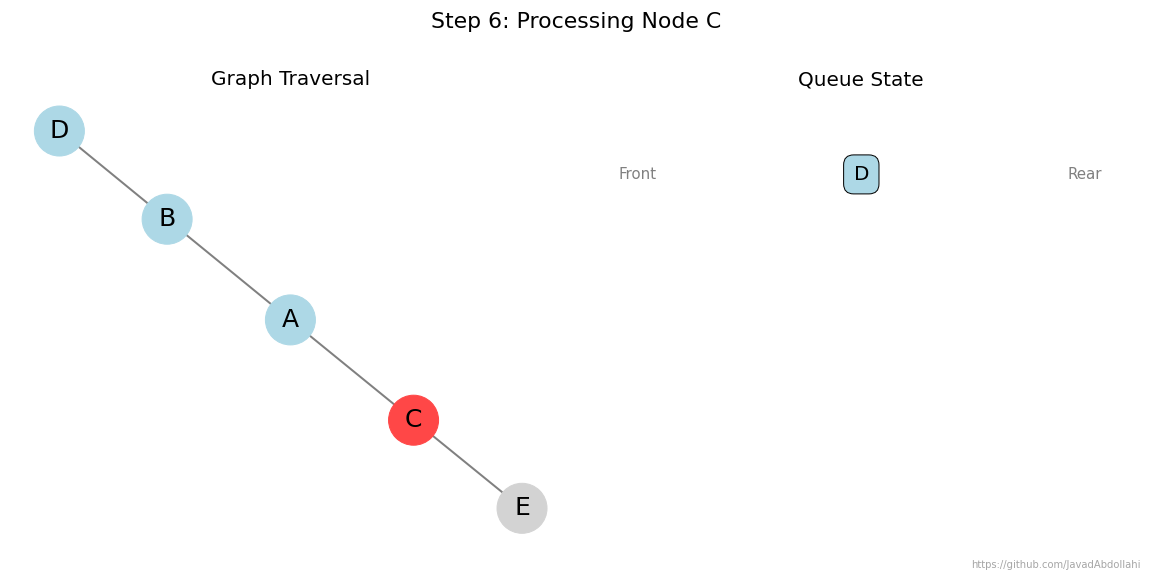 Step 6: Processing Node C
Graph Traversal
D
B
A
C
E
Queue State
Front
D
Rear
https://github.com/JavadAbdollahi